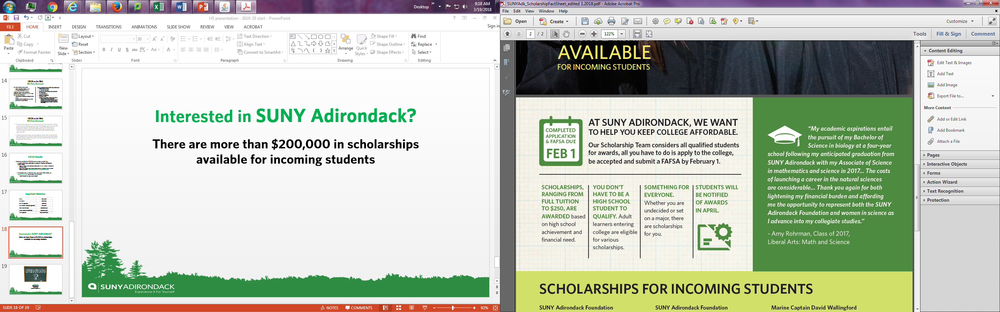 Desktop
9:18 AM
3/19/2018
HS presentation - 2019-20 start - PowerPoint
FILE HOME INSERT DESIGN TRANSITIONS ANIMATIONS SLIDE SHOW REVIEW VIEW ACROBAT Sign in
Paste
Cut
Copy
Format Painter
Clipboard
New Slide
Layout
Reset
Section
Slides
30
Font
Text Direction
Align Text
Convert to SmartArt
Paragraph
Arrange
Quick Styles
Shape Fill
Shape Outline
Shape Effects
Drawing
Find
Replace
Select
Editing
14
FAFSA on the Web
IRS Data Retrieval
15
FAFSA on the Web
IRS Data Retrieval
16
FAFSA Results
17
Important Websites
18
Interested in SUNY Adirondack?
There are more than $200,000 in scholarships
available for incoming students
19
QUESTIONS
?
Interested in SUNY Adirondack?
There are more than $200,000 in scholarships
available for incoming students
SUNYADIRONDACK
Experience It For Yourself
SLIDE 18 OF 19
NOTES
COMMENTS
92%
SUNYAdk_ScholarshipFactSheet_edited 1.2018.pdf - Adobe Acrobat Pro
File Edit View Window Help
Open
Create
Customize
2 / 2
122%
Tools
Fill & Sign
Comment
AVAILABLE
FOR INCOMING STUDENTS
COMPLETED
APPLICATION
& FAFSA DUE
FEB 1
AT SUNY ADIRONDACK, WE WANT
TO HELP YOU KEEP COLLEGE AFFORDABLE.
Our Scholarship Team considers all qualified students
for awards, all you have to do is apply to the college,
be accepted and submit a FAFSA by February 1.
SCHOLARSHIPS,
RANGING FROM
FULL TUITION
TO $250, ARE
AWARDED based
on high school
achievement and
financial need.
YOU DON'T
HAVE TO BE A
HIGH SCHOOL
STUDENT TO
QUALIFY. Adult
learners entering
college are eligible
for various
scholarships.
SOMETHING FOR
EVERYONE.
Whether you are
undecided or set
on a major, there
are scholarships
for you.
STUDENTS WILL
BE NOTIFIED
OF AWARDS
IN APRIL.
"My academic aspirations entail
the pursuit of my Bachelor of
Science in biology at a four-year
school following my anticipated graduation from
SUNY Adirondack with my Associate of Science
in mathematics and science in 2017... The costs
of launching a career in the natural sciences
are considerable... Thank you again for both
lightening my financial burden and affording
me the opportunity to represent both the SUNY
Adirondack Foundation and women in science as
I advance into my collegiate studies."
- Amy Rohrman, Class of 2017,
Liberal Arts: Math and Science
SCHOLARSHIPS FOR INCOMING STUDENTS
SUNY Adirondack Foundation
SUNY Adirondack Foundation
Marine Captain David Wallingford
Content Editing
Edit Text & Images
Add Text
Add Image
Export File to...
More Content
Add or Edit Link
Add Bookmark
Attach a File
Pages
Interactive Objects
Forms
Action Wizard
Text Recognition
Protection